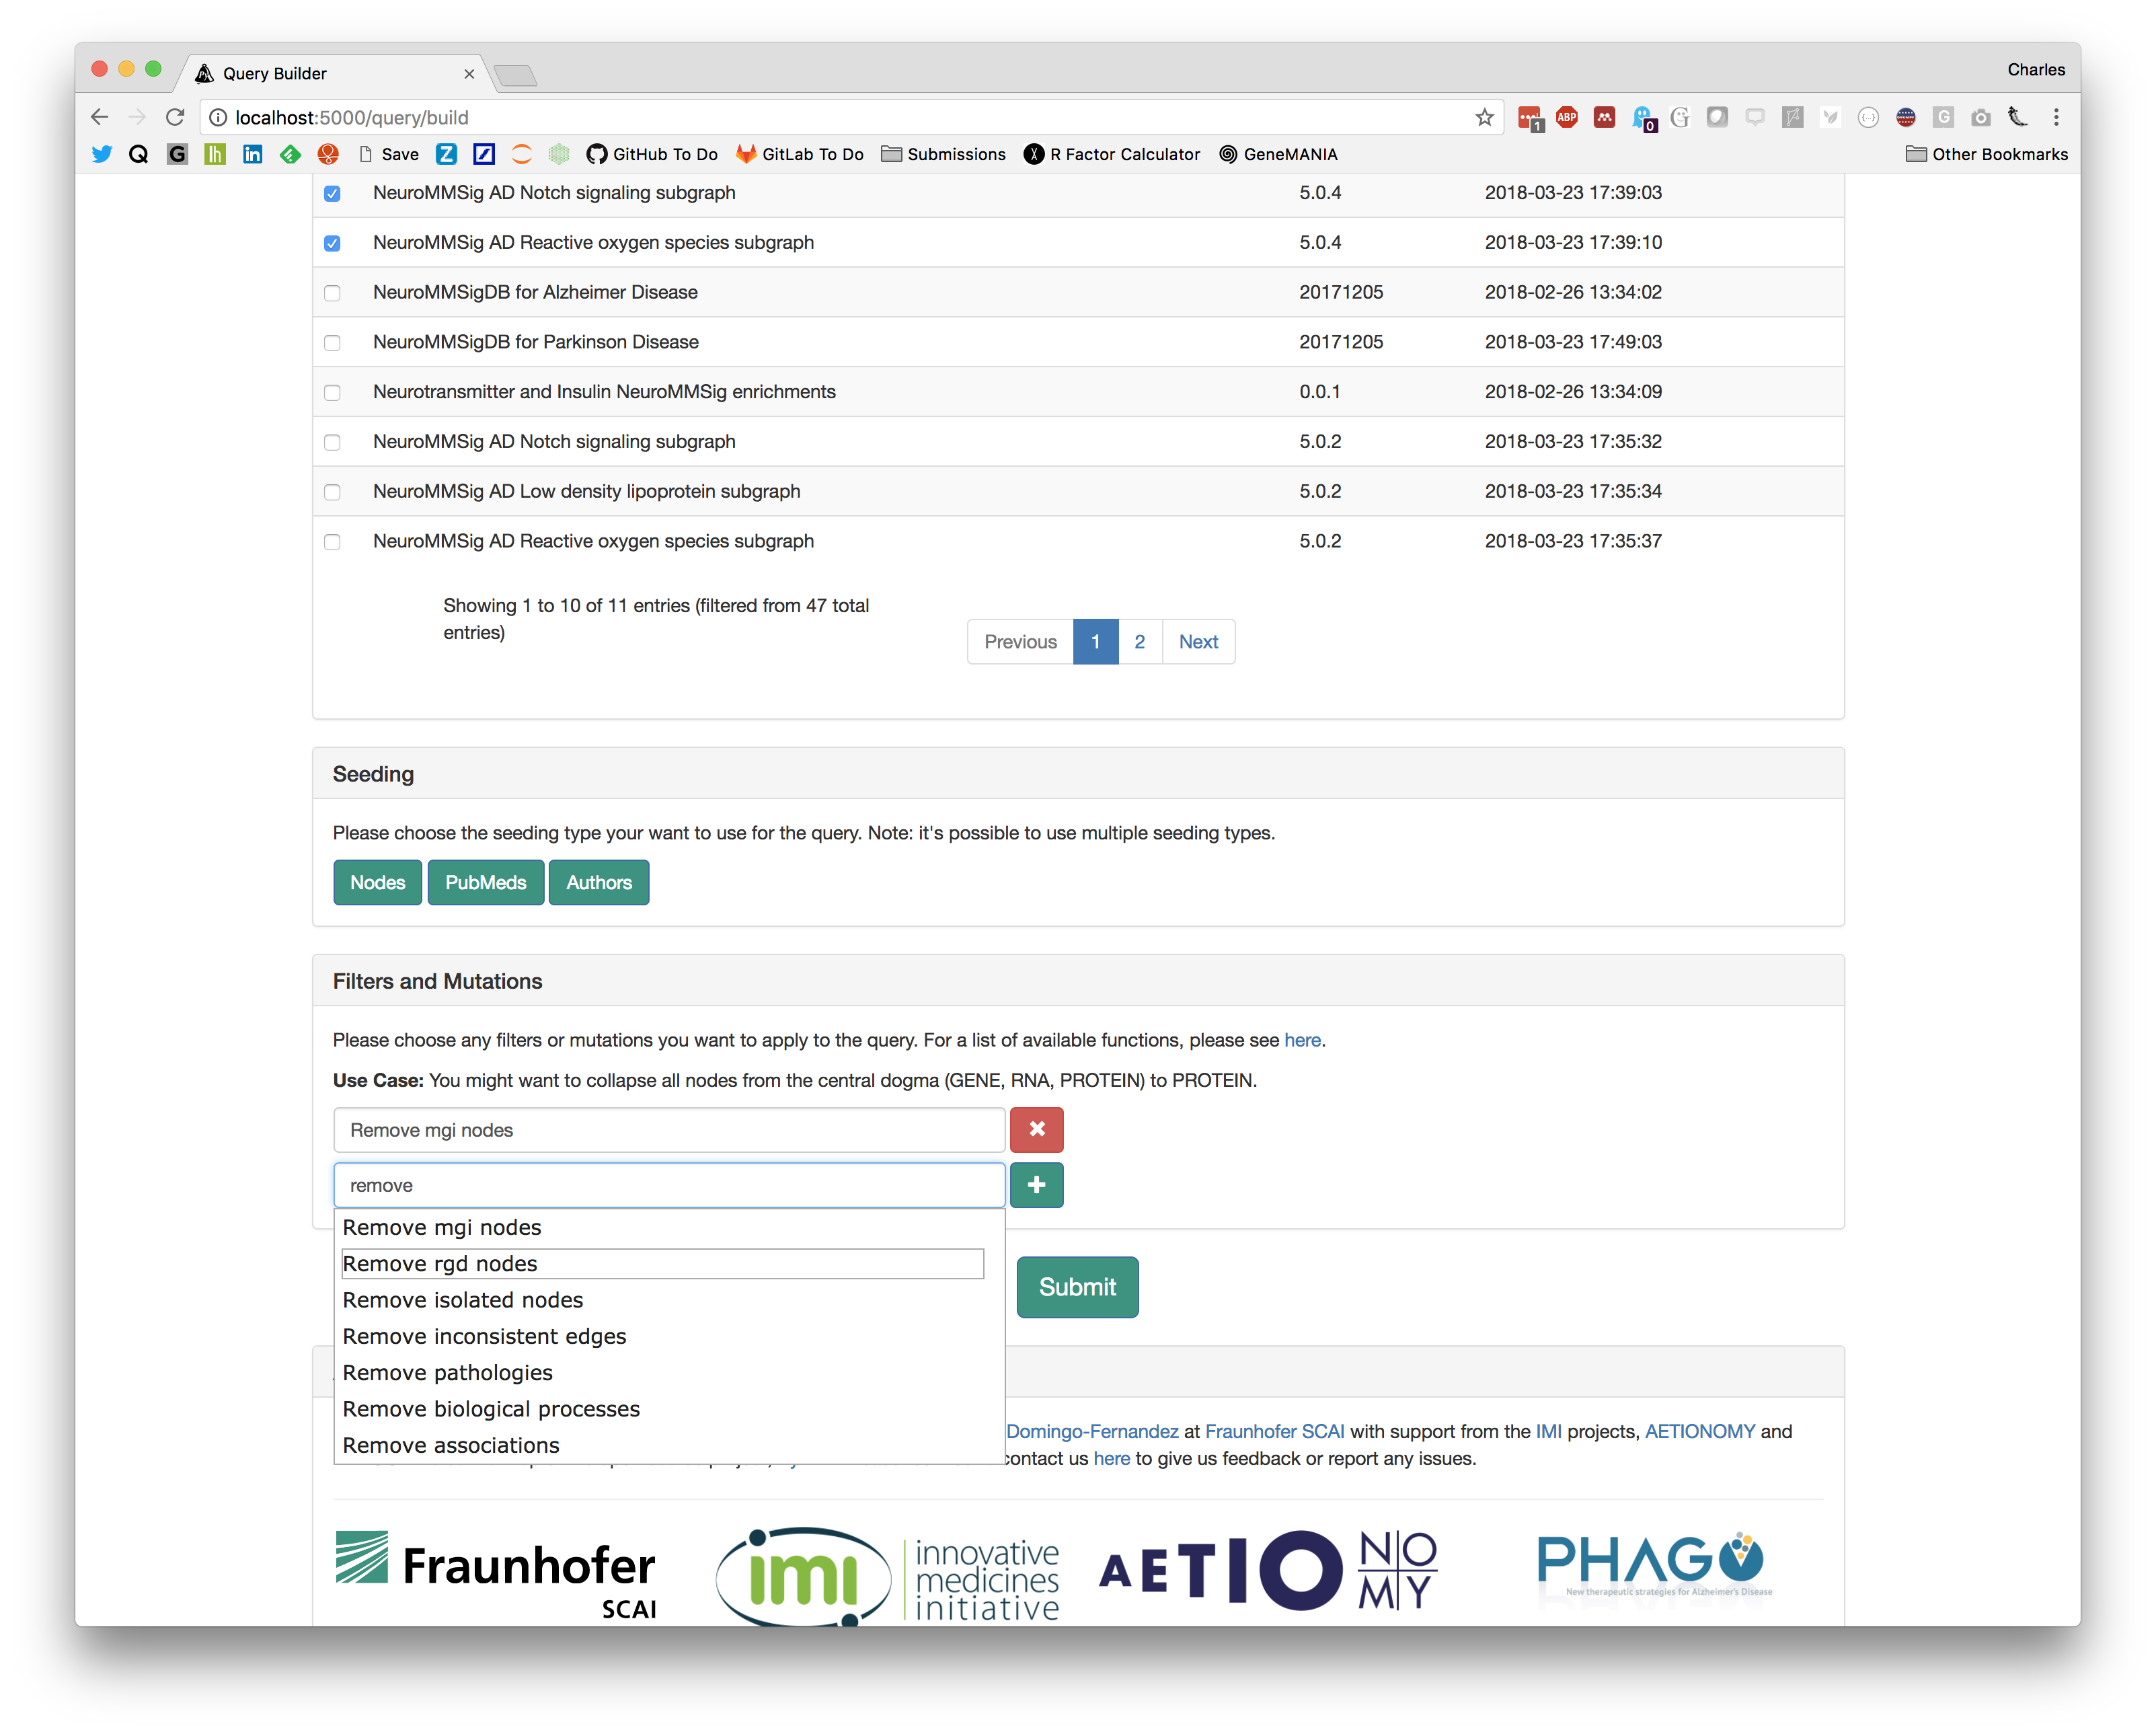 Query Builder
Charles
localhost:5000/query/build
1
ABP
0
G
Save
GitHub To Do
GitLab To Do
Submissions
R Factor Calculator
GeneMANIA
Other Bookmarks
NeuroMMSig AD Notch signaling subgraph 5.0.4 2018-03-23 17:39:03
NeuroMMSig AD Reactive oxygen species subgraph 5.0.4 2018-03-23 17:39:10
NeuroMMSigDB for Alzheimer Disease 20171205 2018-02-26 13:34:02
NeuroMMSigDB for Parkinson Disease 20171205 2018-03-23 17:49:03
Neurotransmitter and Insulin NeuroMMSig enrichments 0.0.1 2018-02-26 13:34:09
NeuroMMSig AD Notch signaling subgraph 5.0.2 2018-03-23 17:35:32
NeuroMMSig AD Low density lipoprotein subgraph 5.0.2 2018-03-23 17:35:34
NeuroMMSig AD Reactive oxygen species subgraph 5.0.2 2018-03-23 17:35:37
Showing 1 to 10 of 11 entries (filtered from 47 total
entries)
Previous 1 2 Next
Seeding
Please choose the seeding type your want to use for the query. Note: it's possible to use multiple seeding types.
Nodes PubMeds Authors
Filters and Mutations
Please choose any filters or mutations you want to apply to the query. For a list of available functions, please see here.
Use Case: You might want to collapse all nodes from the central dogma (GENE, RNA, PROTEIN) to PROTEIN.
Remove mgi nodes
remove
Remove mgi nodes
Remove rgd nodes
Remove isolated nodes
Remove inconsistent edges
Remove pathologies
Remove biological processes
Remove associations
Submit
Domingo-Fernandez at Fraunhofer SCAI with support from the IMI projects, AETIONOMY and
contact us here to give us feedback or report any issues.
Fraunhofer
SCAI
imi
innovative
medicines
initiative
AETIONOMY
PHAGO
New therapeutic strategies for Alzheimer's Disease